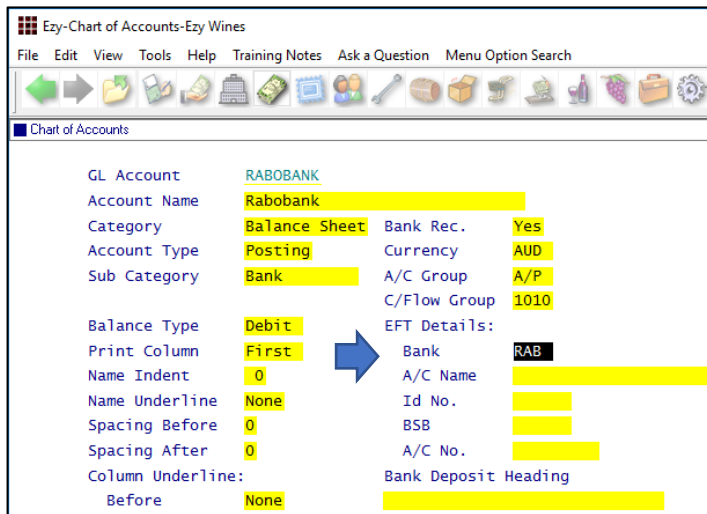 Ezy-Chart of Accounts-Ezy Wines
File Edit View Tools Help Training Notes Ask a Question Menu Option Search
Chart of Accounts
GL Account RABOBANK
Account Name Rabobank
Category Balance Sheet Bank Rec. Yes
Account Type Posting Currency AUD
Sub Category Bank A/C Group A/P
C/Flow Group 1010
Balance Type Debit EFT Details:
Print Column First Bank RAB
Name Indent 0 A/C Name
Name Underline None Id No.
Spacing Before 0 BSB
Spacing After 0 A/C No.
Column Underline: Bank Deposit Heading
Before None